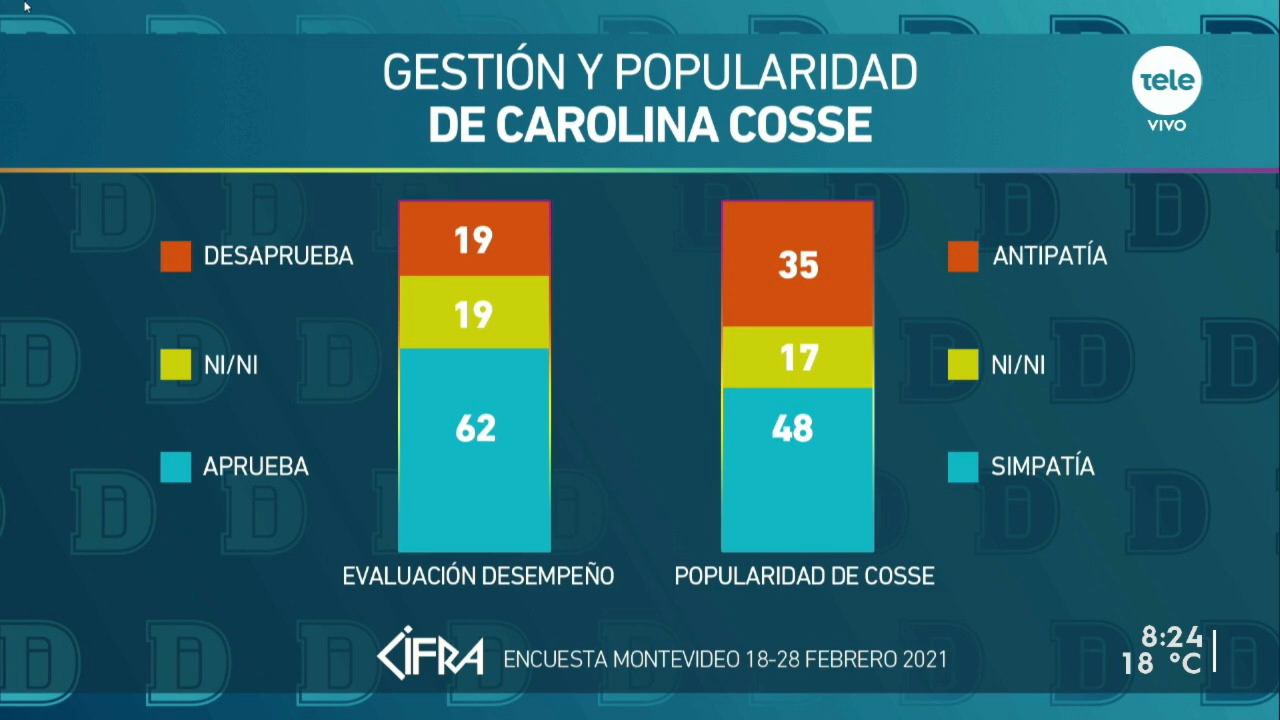 GESTIÓN Y POPULARIDAD
DE CAROLINA COSSE
tele
VIVO
DESAPRUEBA
NI/NI
APRUEBA
19
19
62
EVALUACIÓN DESEMPEÑO
35
17
48
POPULARIDAD DE COSSE
ANTIPATÍA
NI/NI
SIMPATÍA
CIFRA ENCUESTA MONTEVIDEO 18-28 FEBRERO 2021
8:24
18 °C